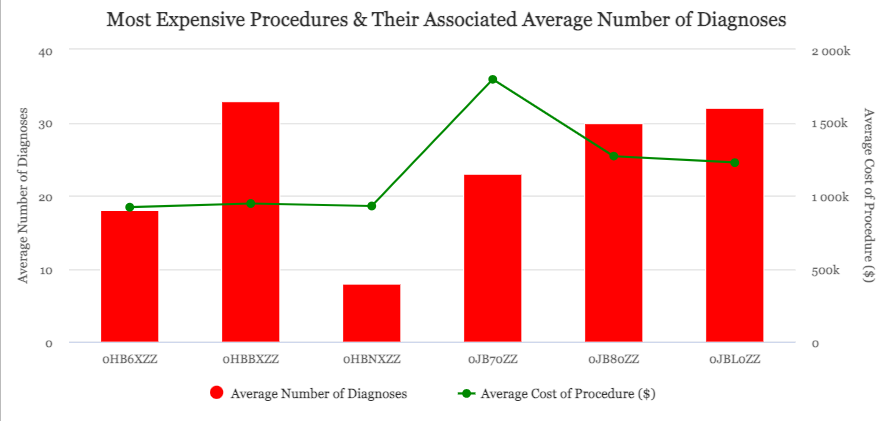 Most Expensive Procedures & Their Associated Average Number of Diagnoses
Average Number of Diagnoses
40
30
20
10
0
2 000k
1 500k
1 000k
500k
0
Average Cost of Procedure ($)
0HB6XZZ
0HBBXZZ
0HBNXZZ
0JB70ZZ
0JB80ZZ
0JBL0ZZ
Average Number of Diagnoses
Average Cost of Procedure ($)